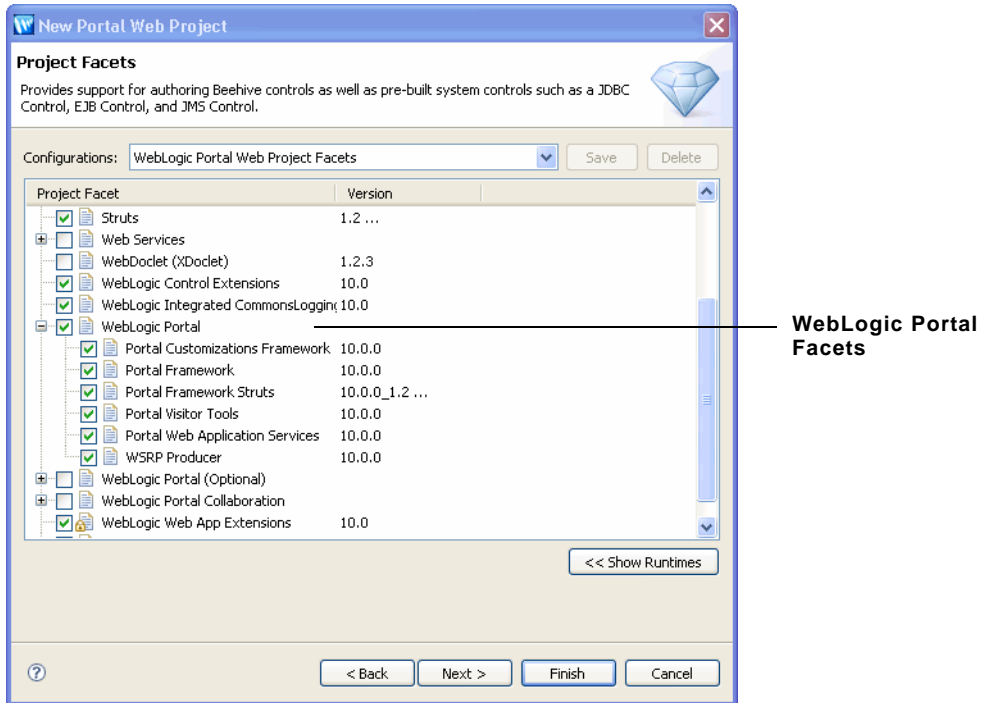 New Portal Web Project
Project Facets
Provides support for authoring Beehive controls as well as pre-built system controls such as a JDBC
Control, EJB Control, and JMS Control.
Configurations: WebLogic Portal Web Project Facets Save Delete
Project Facet Version
Struts 1.2 ...
Web Services
WebDoclet (XDoclet) 1.2.3
WebLogic Control Extensions 10.0
WebLogic Integrated CommonsLogging 10.0
WebLogic Portal
Portal Customizations Framework 10.0.0
Portal Framework 10.0.0
Portal Framework Struts 10.0.0_1.2 ...
Portal Visitor Tools 10.0.0
Portal Web Application Services 10.0.0
WSRP Producer 10.0.0
WebLogic Portal (Optional)
WebLogic Portal Collaboration
WebLogic Web App Extensions 10.0
<< Show Runtimes
? < Back Next > Finish Cancel
WebLogic Portal
Facets